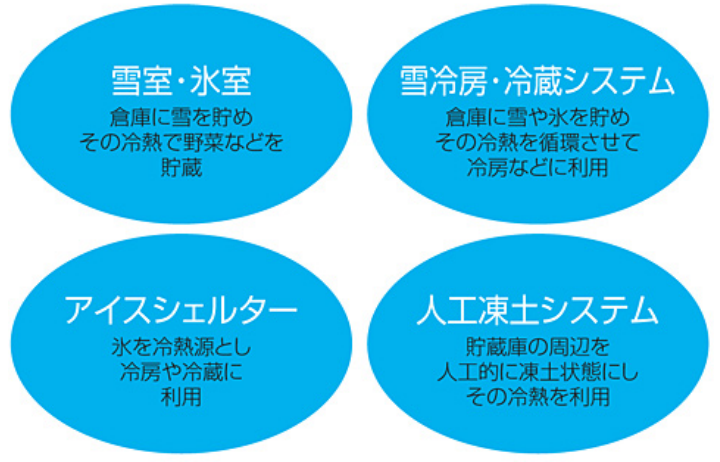 雪室・氷室
倉庫に雪を貯め
その冷熱で野菜などを
貯蔵
雪冷房・冷蔵システム
倉庫に雪や氷を貯め
その冷熱を循環させて
冷房などに利用
アイスシェルター
氷を冷熱源とし
冷房や冷蔵に
利用
人工凍土システム
貯蔵庫の周辺を
人工的に凍土状態にし
その冷熱を利用